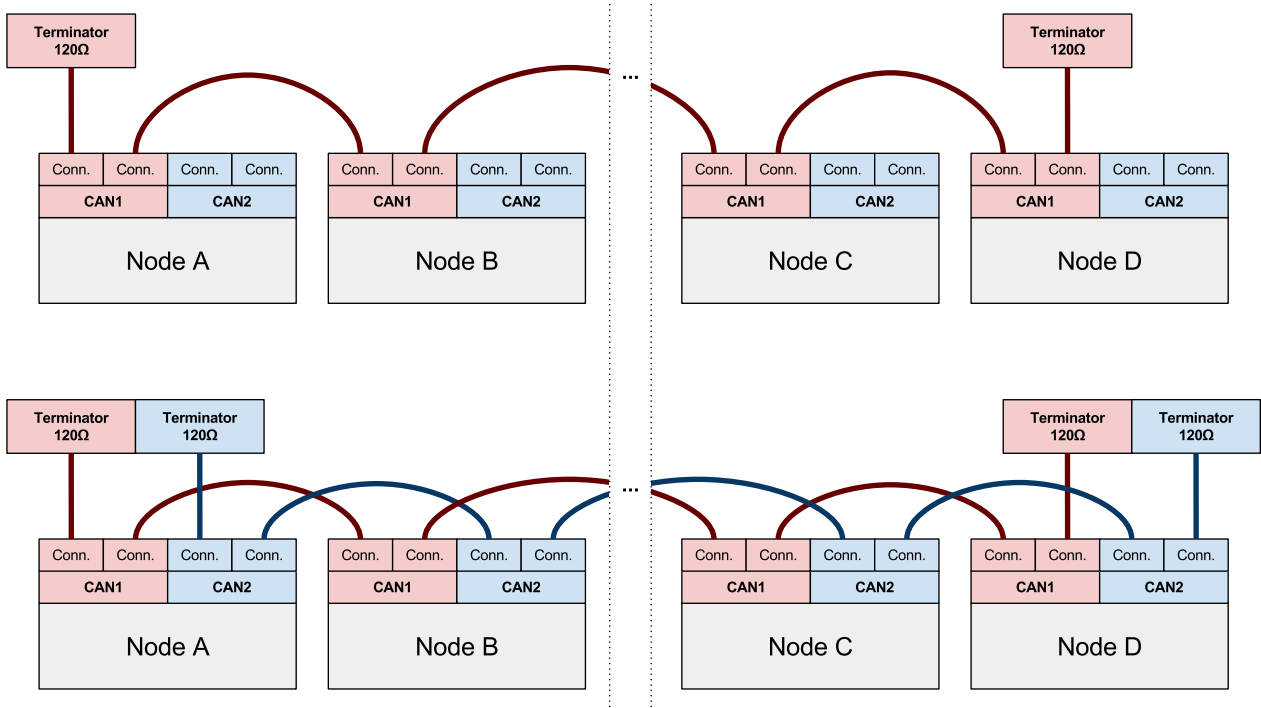 Terminator
120Ω
Terminator
120Ω
...
Conn. Conn. Conn. Conn.
CAN1 CAN2
Node A
Conn. Conn. Conn. Conn.
CAN1 CAN2
Node B
Conn. Conn. Conn. Conn.
CAN1 CAN2
Node C
Conn. Conn. Conn. Conn.
CAN1 CAN2
Node D
Terminator
120Ω
Terminator
120Ω
Terminator
120Ω
Terminator
120Ω
...
Conn. Conn. Conn. Conn.
CAN1 CAN2
Node A
Conn. Conn. Conn. Conn.
CAN1 CAN2
Node B
Conn. Conn. Conn. Conn.
CAN1 CAN2
Node C
Conn. Conn. Conn. Conn.
CAN1 CAN2
Node D